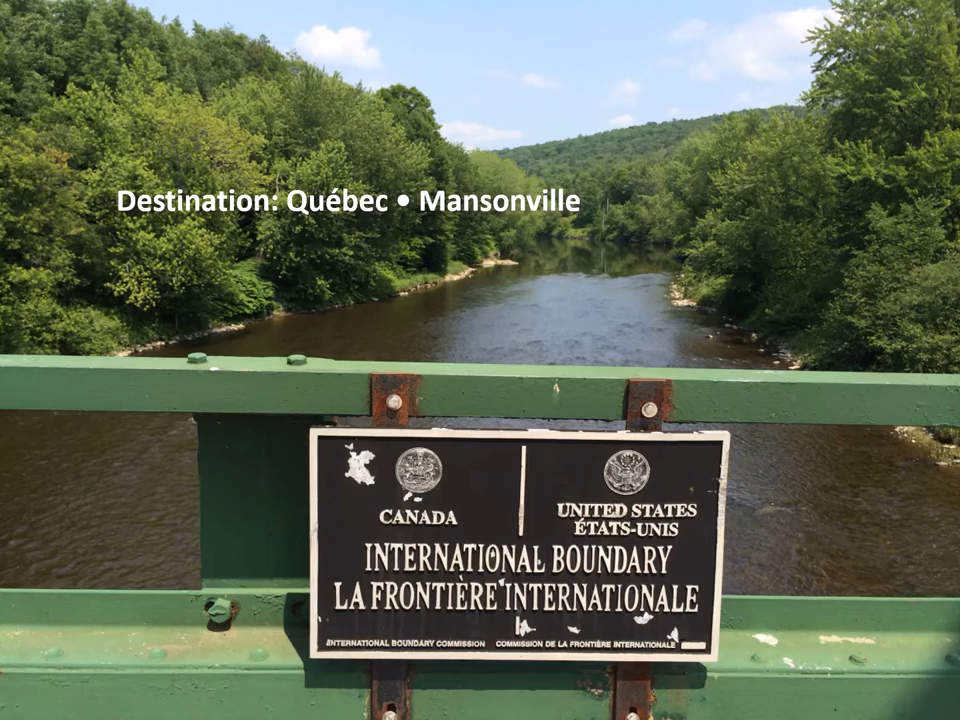 Destination: Québec • Mansonville
CANADA
UNITED STATES
ÉTATS-UNIS
INTERNATIONAL BOUNDARY
LA FRONTIÈRE INTERNATIONALE
INTERNATIONAL BOUNDARY COMMISSION COMMISSION DE LA FRONTIÈRE INTERNATIONALE